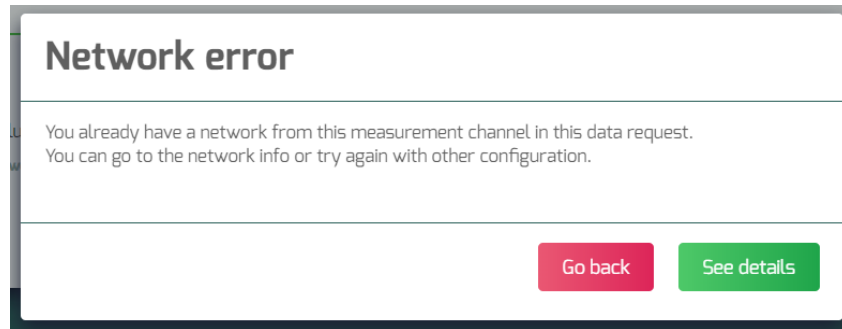 Network error
You already have a network from this measurement channel in this data request.
You can go to the network info or try again with other configuration.
Go back
See details